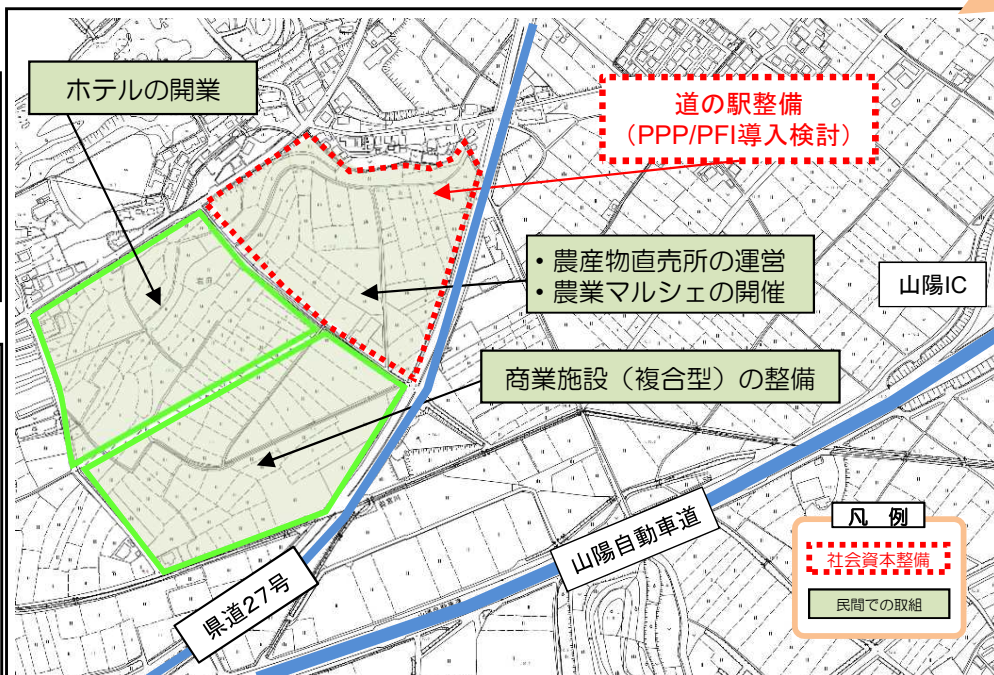 ホテルの開業
道の駅整備
（PPP/PFI導入検討）
・農産物直売所の運営
・農業マルシェの開催
山陽IC
商業施設（複合型）の整備
山陽自動車道
県道27号
凡　例
社会資本整備
民間での取組